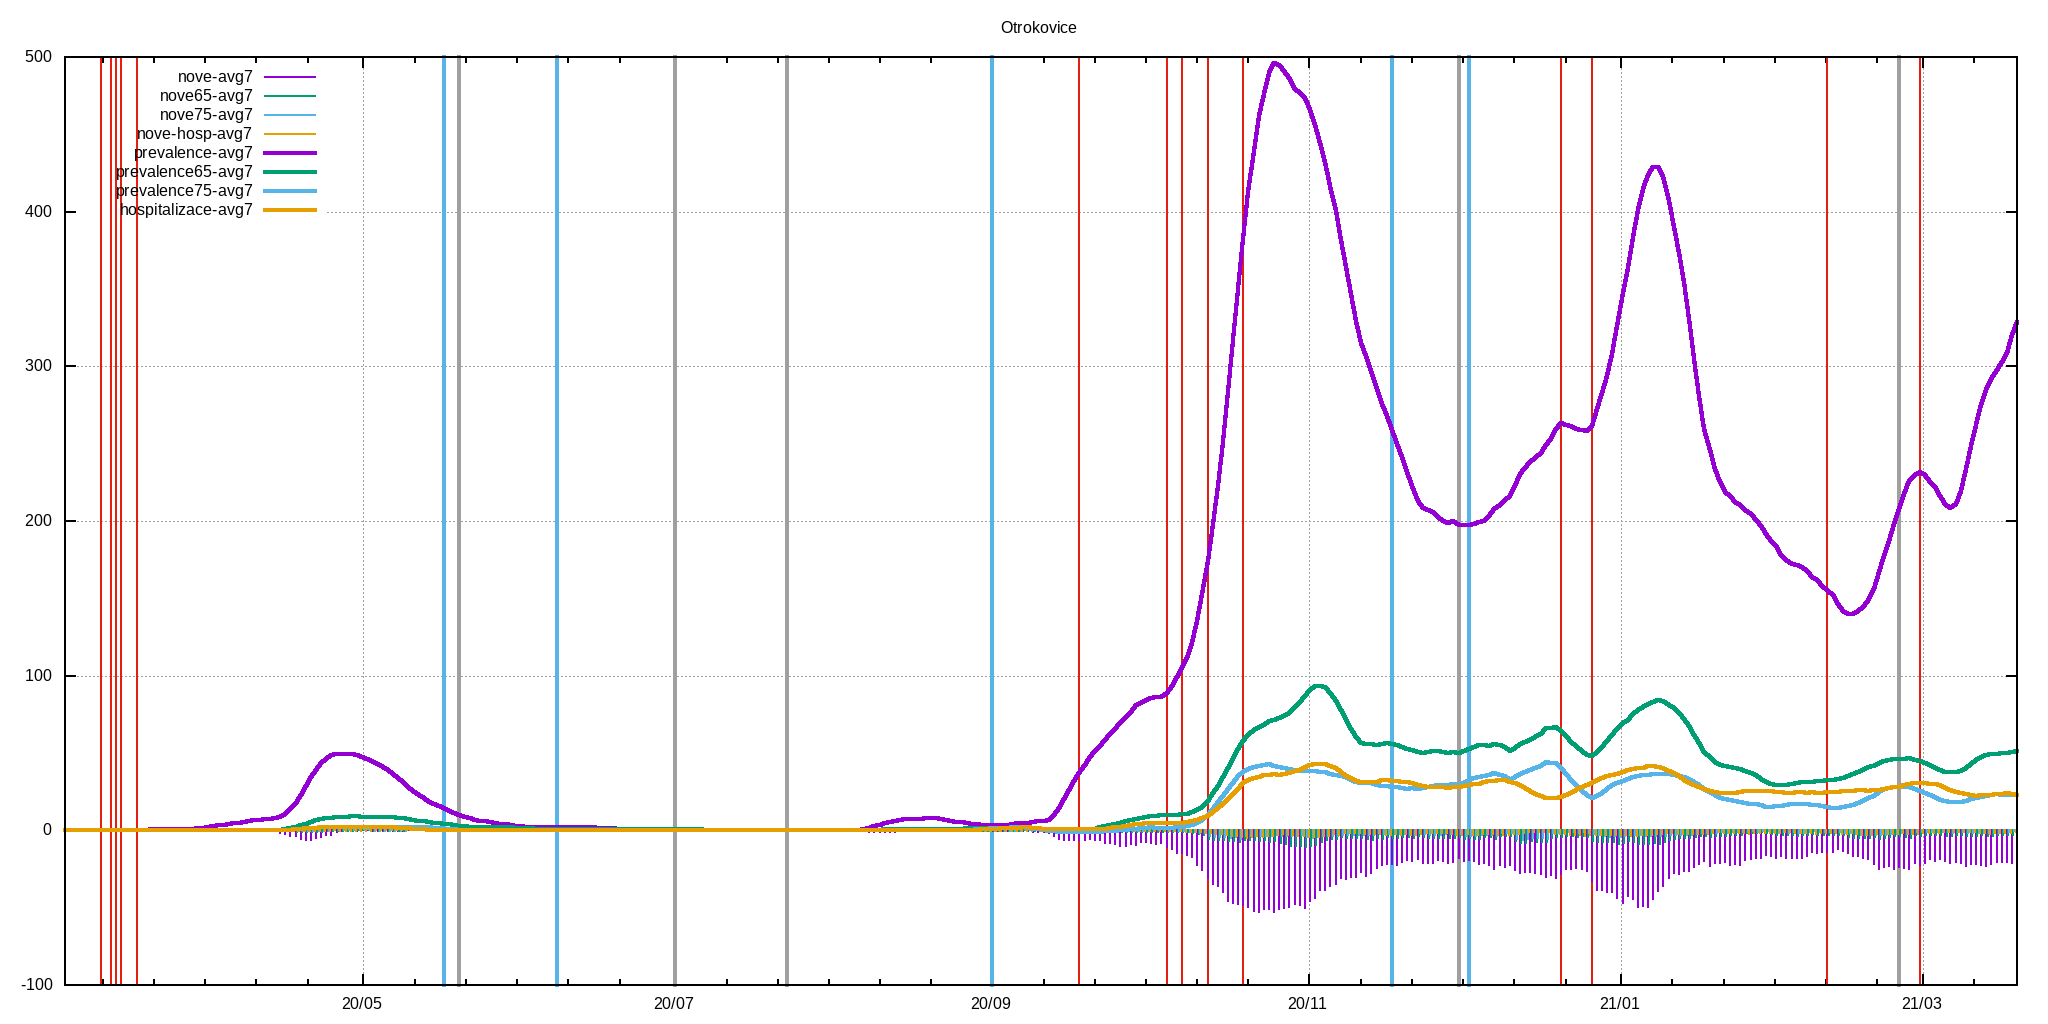 Otrokovice
500
400
300
200
100
0
-100
nove-avg7
nove65-avg7
nove75-avg7
nove-hosp-avg7
prevalence-avg7
prevalence65-avg7
prevalence75-avg7
hospitalizace-avg7
20/05
20/07
20/09
20/11
21/01
21/03